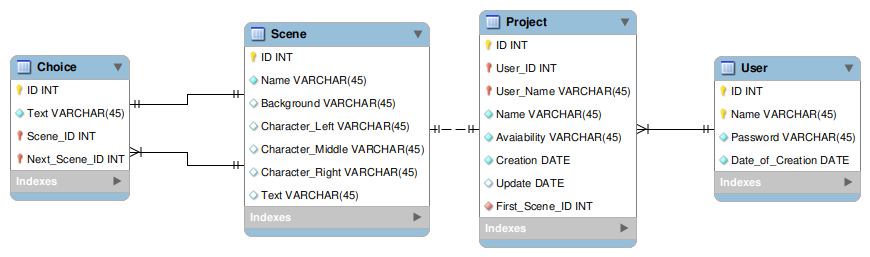 Choice
ID INT
Text VARCHAR(45)
Scene_ID INT
Next_Scene_ID INT
Indexes
Scene
ID INT
Name VARCHAR(45)
Background VARCHAR(45)
Character_Left VARCHAR(45)
Character_Middle VARCHAR(45)
Character_Right VARCHAR(45)
Text VARCHAR(45)
Indexes
Project
ID INT
User_ID INT
User_Name VARCHAR(45)
Name VARCHAR(45)
Avaiability VARCHAR(45)
Creation DATE
Update DATE
First_Scene_ID INT
Indexes
User
ID INT
Name VARCHAR(45)
Password VARCHAR(45)
Date_of_Creation DATE
Indexes